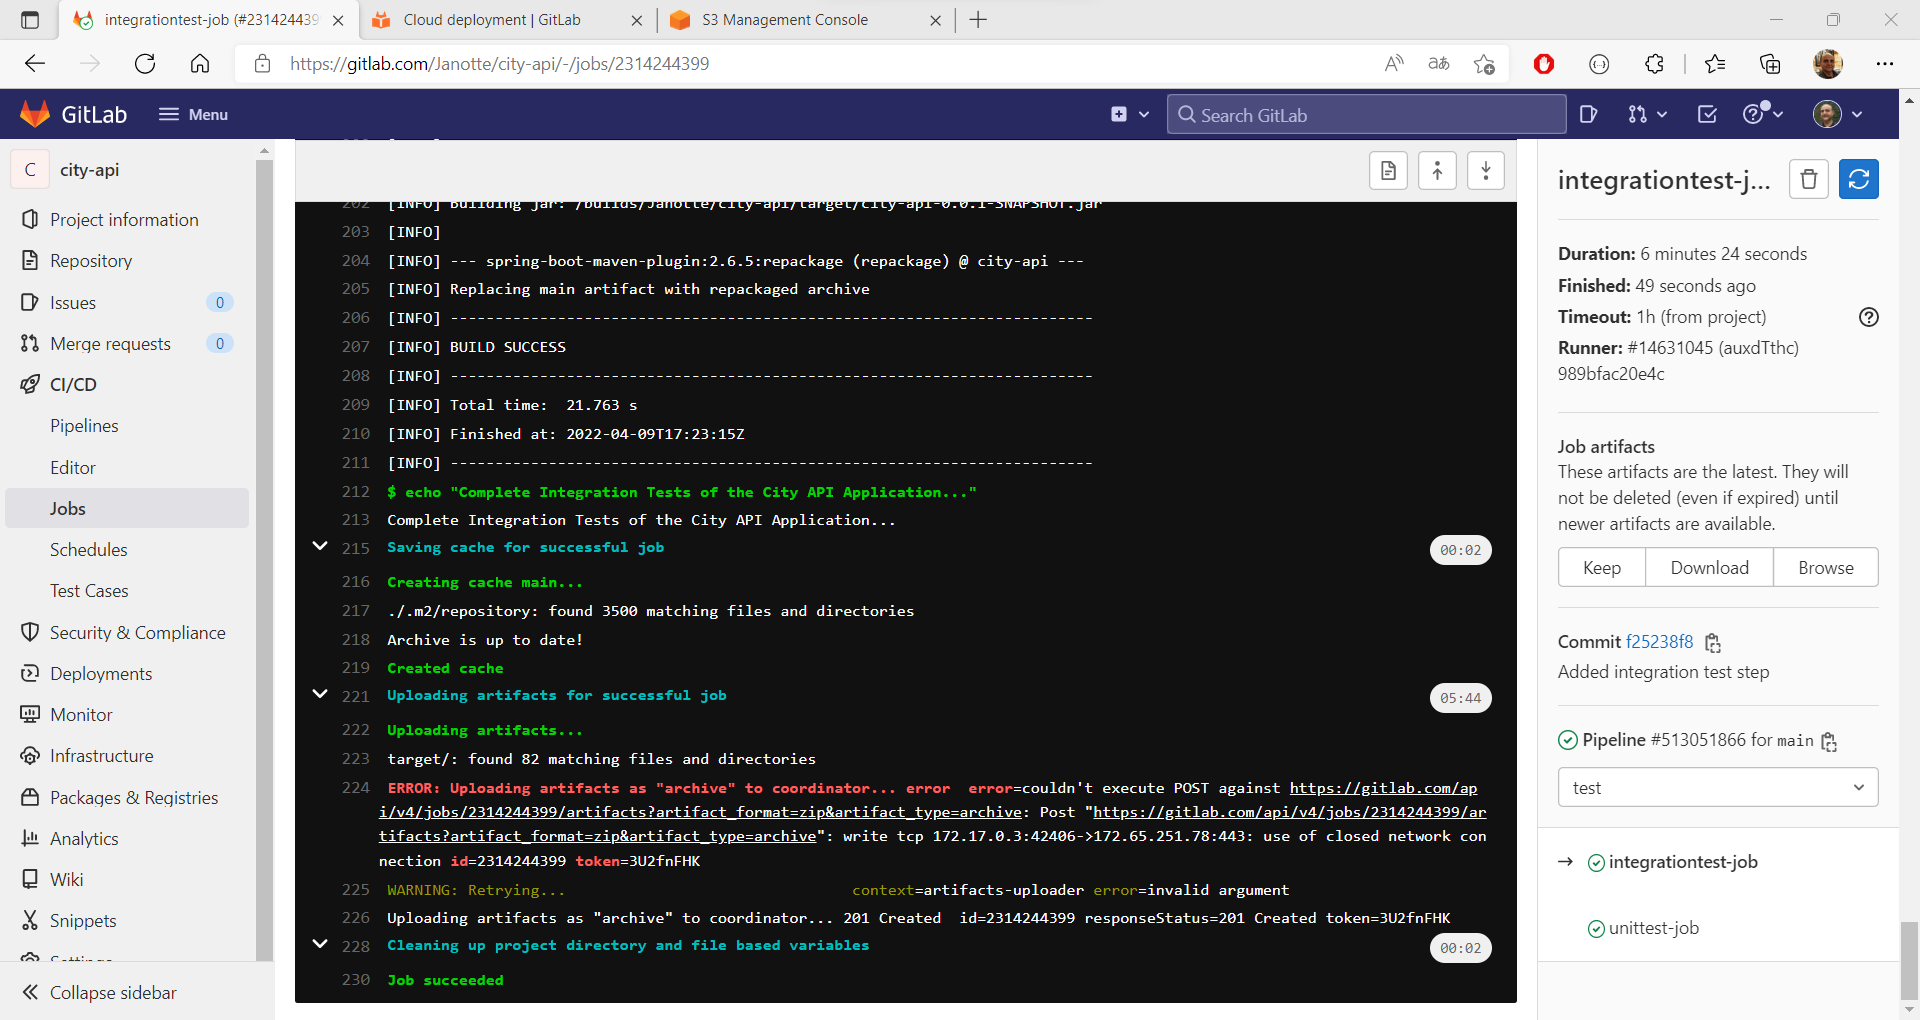 integrationtest-job (#231424439
Cloud deployment | GitLab
S3 Management Console
https://gitlab.com/Janotte/city-api/-/jobs/2314244399
GitLab
Menu
Search GitLab
C
city-api
Project information
Repository
Issues
0
Merge requests
0
CI/CD
Pipelines
Editor
Jobs
Schedules
Test Cases
Security & Compliance
Deployments
Monitor
Infrastructure
Packages & Registries
Analytics
Wiki
Snippets
Settings
Collapse sidebar
202 [INFO] Building jar: /builds/Janotte/city-api/target/city-api-0.0.1-SNAPSHOT.jar
203 [INFO]
204 [INFO] --- spring-boot-maven-plugin:2.6.5:repackage (repackage) @ city-api ---
205 [INFO] Replacing main artifact with repackaged archive
206 [INFO] ------------------------------------------------------------------------
207 [INFO] BUILD SUCCESS
208 [INFO] ------------------------------------------------------------------------
209 [INFO] Total time:  21.763 s
210 [INFO] Finished at: 2022-04-09T17:23:15Z
211 [INFO] ------------------------------------------------------------------------
212 $ echo "Complete Integration Tests of the City API Application..."
213 Complete Integration Tests of the City API Application...
215 Saving cache for successful job
00:02
216 Creating cache main...
217 ./.m2/repository: found 3500 matching files and directories
218 Archive is up to date!
219 Created cache
221 Uploading artifacts for successful job
05:44
222 Uploading artifacts...
223 target/: found 82 matching files and directories
224 ERROR: Uploading artifacts as "archive" to coordinator... error  error=couldn't execute POST against https://gitlab.com/ap
i/v4/jobs/2314244399/artifacts?artifact_format=zip&artifact_type=archive: Post "https://gitlab.com/api/v4/jobs/2314244399/ar
tifacts?artifact_format=zip&artifact_type=archive": write tcp 172.17.0.3:42406->172.65.251.78:443: use of closed network con
nection id=2314244399 token=3U2fnFHK
225 WARNING: Retrying... context=artifacts-uploader error=invalid argument
226 Uploading artifacts as "archive" to coordinator... 201 Created  id=2314244399 responseStatus=201 Created token=3U2fnFHK
228 Cleaning up project directory and file based variables
00:02
230 Job succeeded
integrationtest-j...
Duration: 6 minutes 24 seconds
Finished: 49 seconds ago
Timeout: 1h (from project)
Runner: #14631045 (auxdTthc)
989bfac20e4c
Job artifacts
These artifacts are the latest. They will
not be deleted (even if expired) until
newer artifacts are available.
Keep
Download
Browse
Commit f25238f8
Added integration test step
Pipeline #513051866 for main
test
→ integrationtest-job
unittest-job